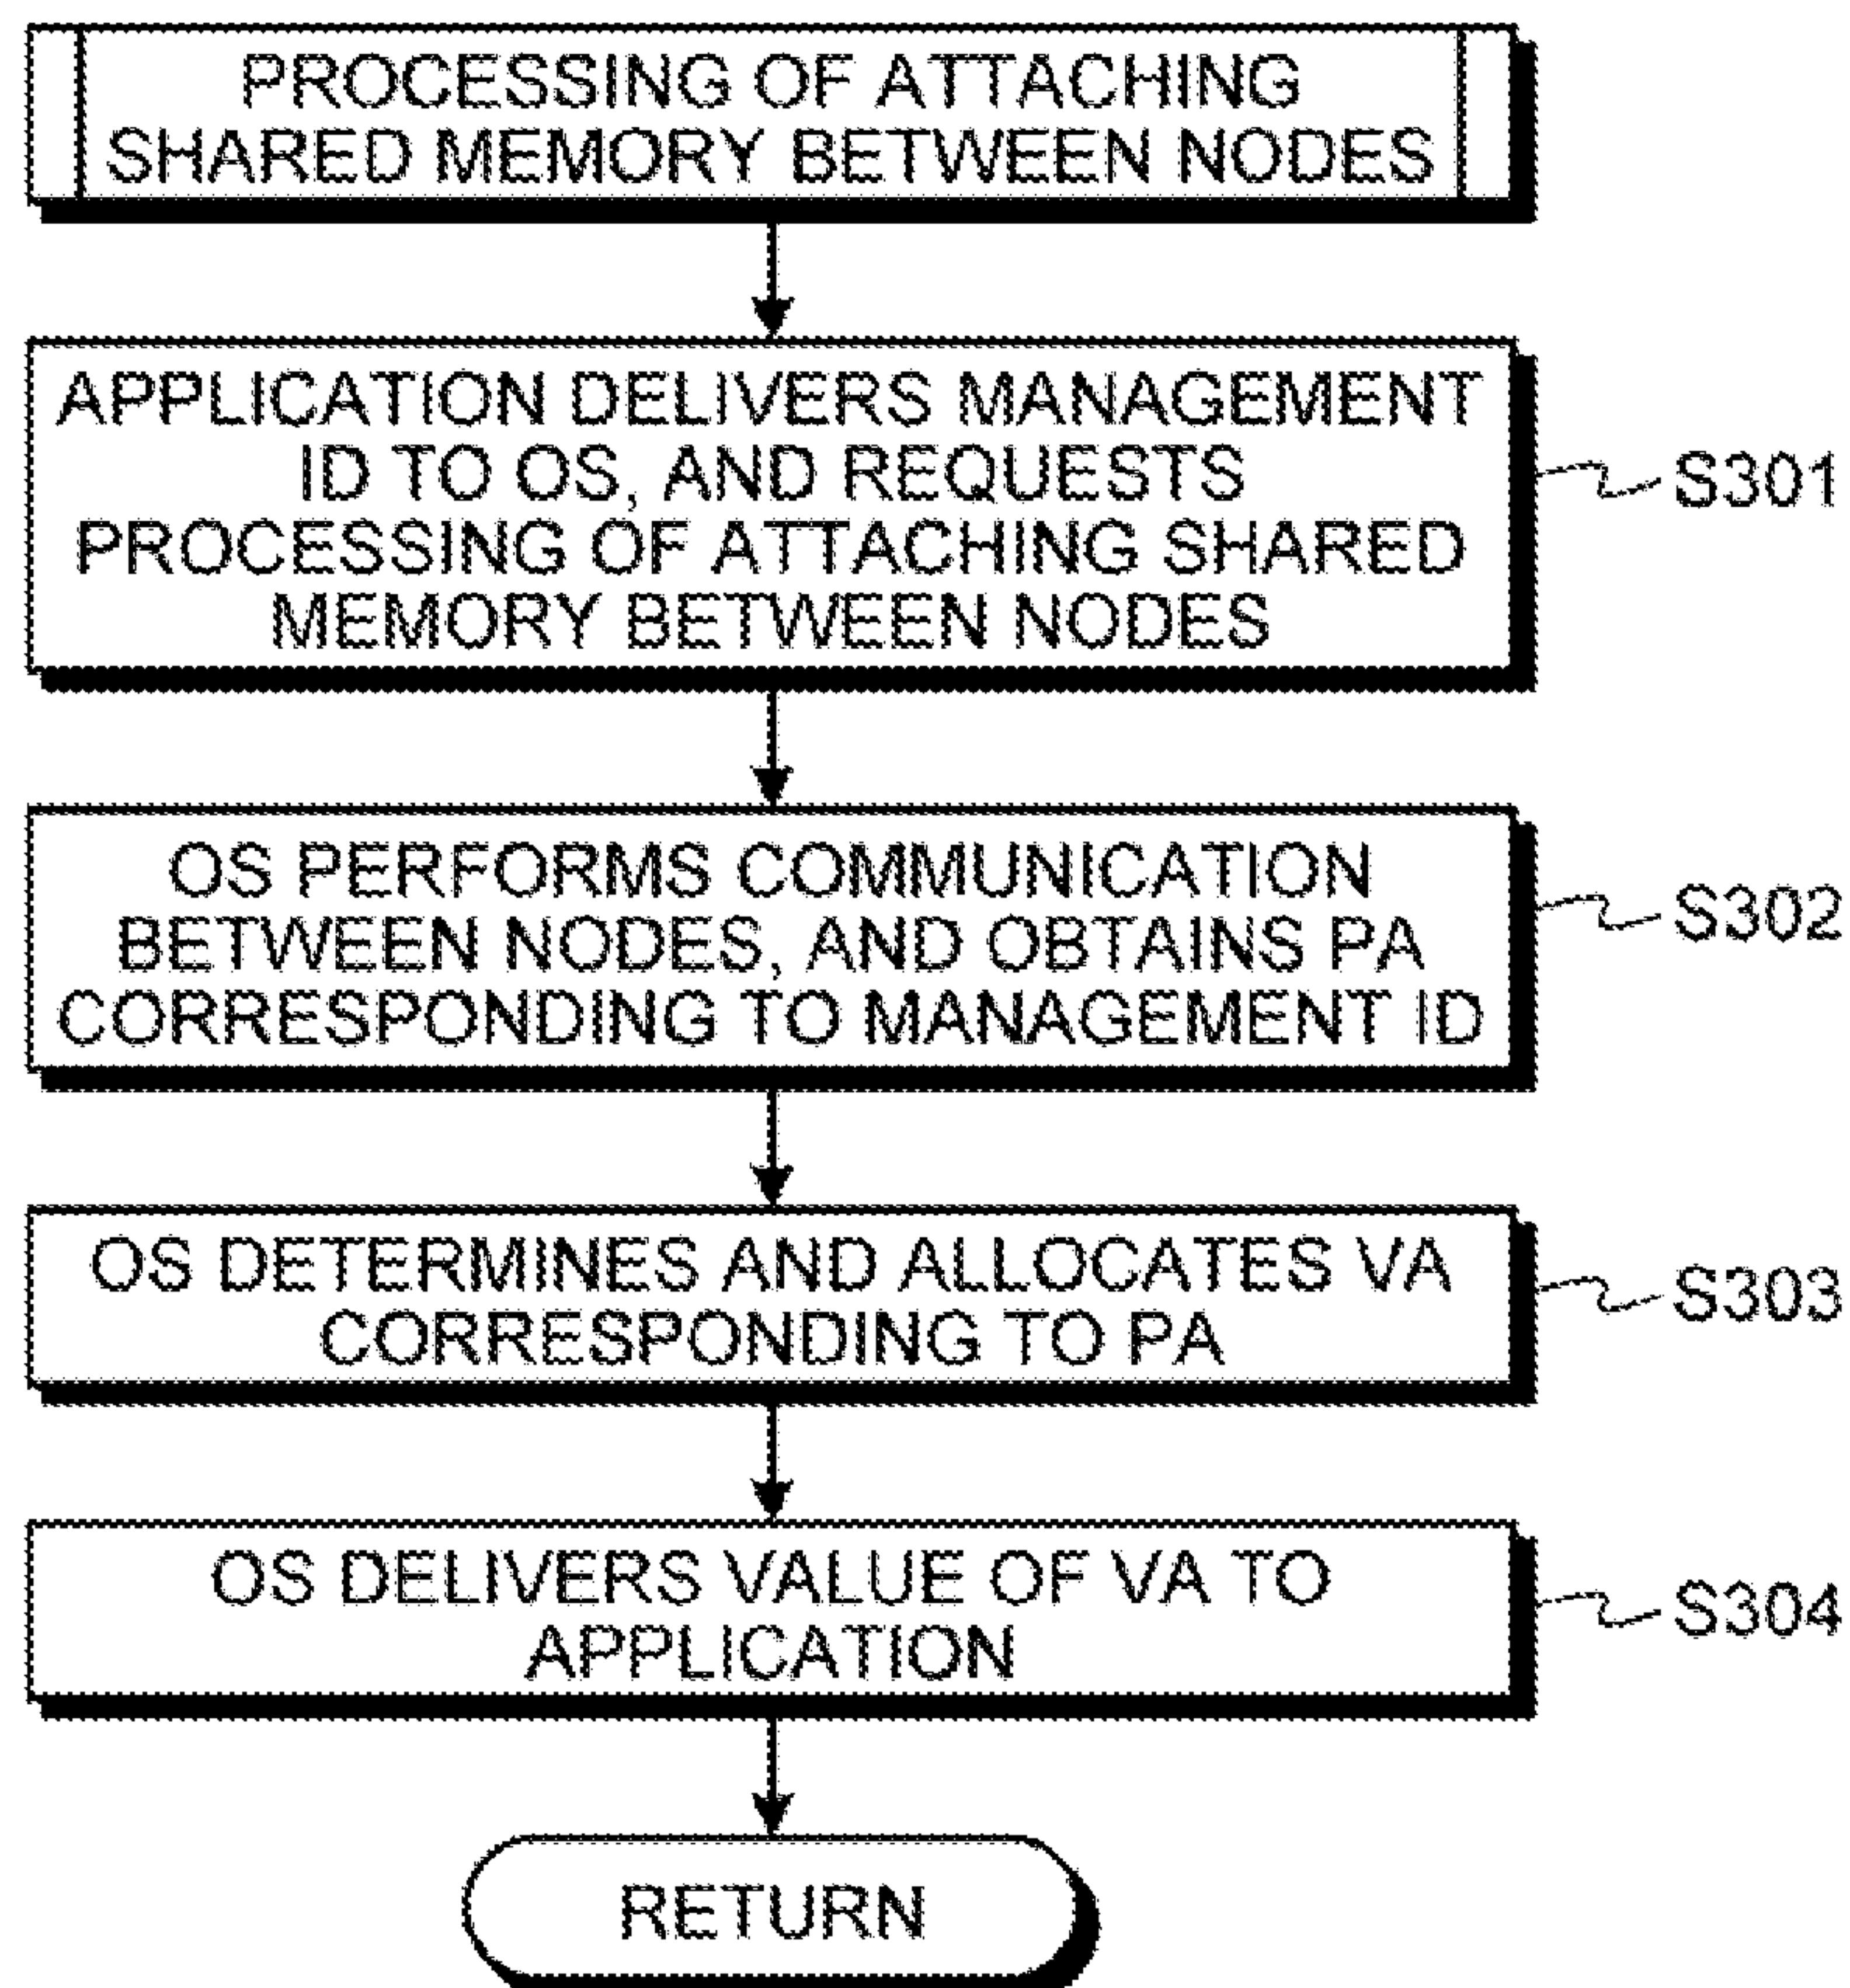 PROCESSING OF ATTACHING
SHARED MEMORY BETWEEN NODES
APPLICATION DELIVERS MANAGEMENT
ID TO OS, AND REQUESTS
PROCESSING OF ATTACHING SHARED
MEMORY BETWEEN NODES
S301
OS PERFORMS COMMUNICATION
BETWEEN NODES, AND OBTAINS PA
CORRESPONDING TO MANAGEMENT ID
S302
OS DETERMINES AND ALLOCATES VA
CORRESPONDING TO PA
S303
OS DELIVERS VALUE OF VA TO
APPLICATION
S304
RETURN